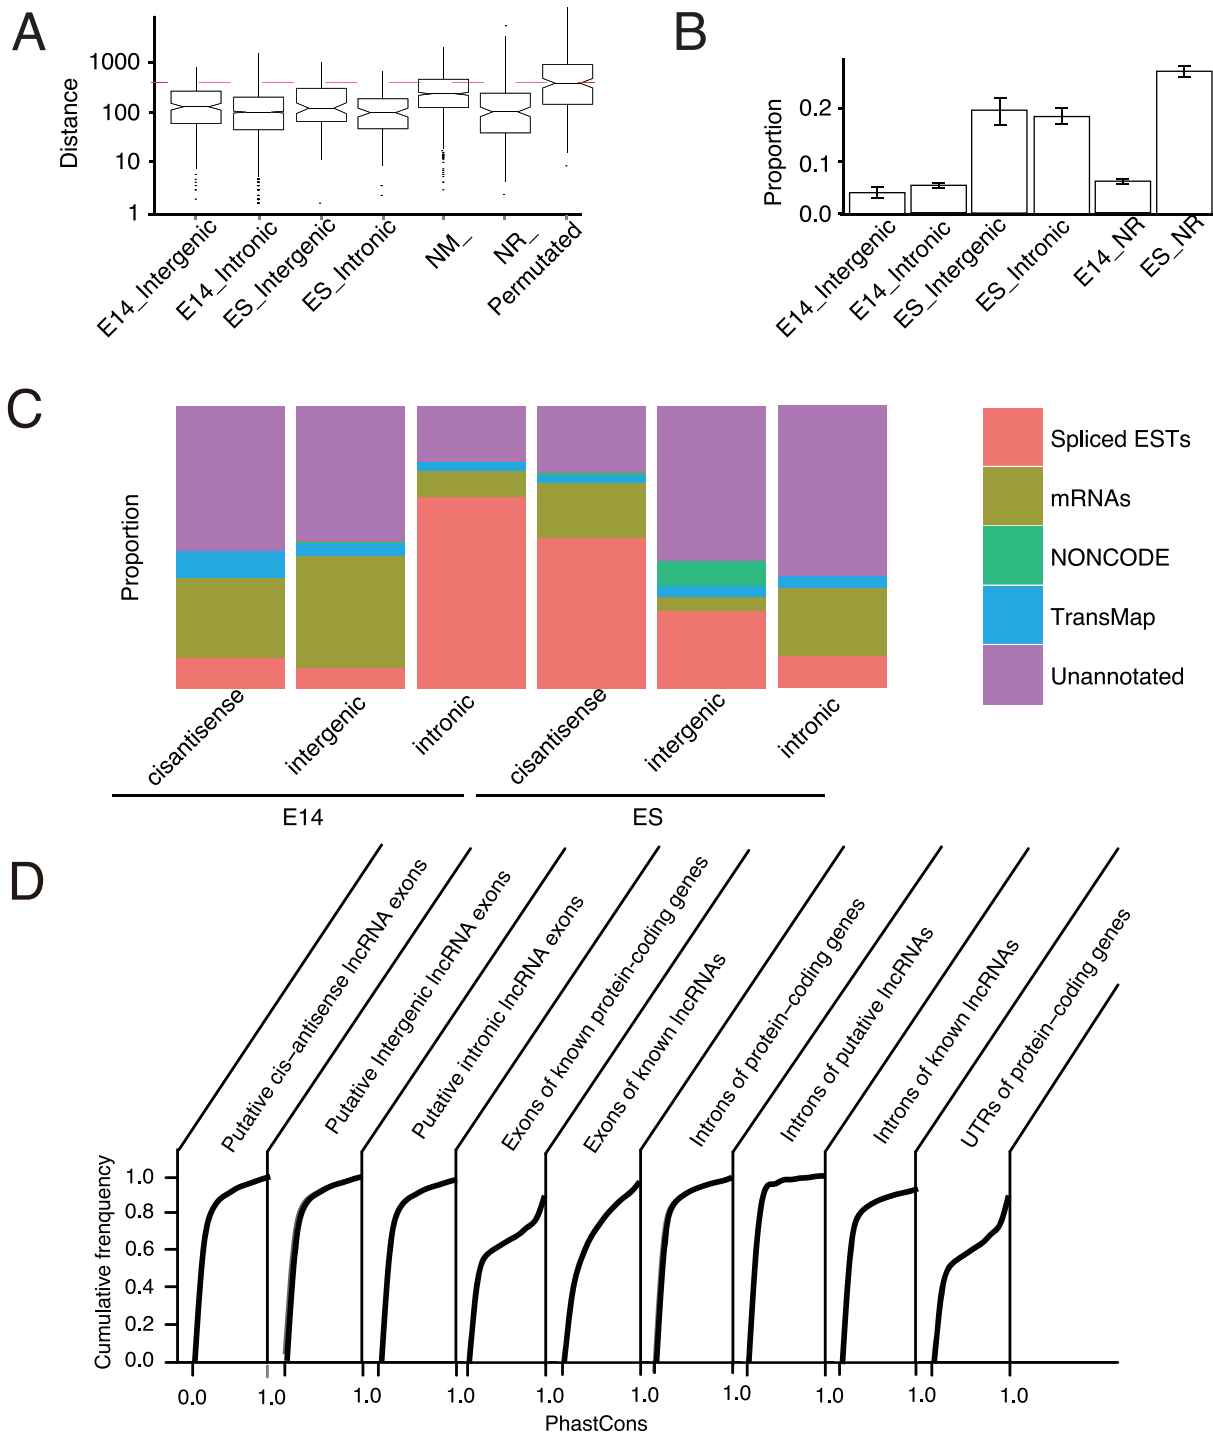 A
Distance
1000
100
10
1
E14_Intergenic
E14_Intronic
ES_Intergenic
ES_Intronic
NM_
NR_
Permutated
B
Proportion
0.2
0.1
0.0
E14_Intergenic
E14_Intronic
ES_Intergenic
ES_Intronic
E14_NR
ES_NR
C
Proportion
cisantisense
intergenic
intronic
cisantisense
intergenic
intronic
E14
ES
Spliced ESTs
mRNAs
NONCODE
TransMap
Unannotated
D
Putative cis-antisense lncRNA exons
Putative Intergenic lncRNA exons
Putative intronic lncRNA exons
Exons of known protein-coding genes
Exons of known lncRNAs
Introns of protein-coding genes
Introns of putative lncRNAs
Introns of known lncRNAs
UTRs of protein-coding genes
Cumulative frenquency
1.0
0.8
0.6
0.4
0.2
0.0
0.0
1.0
1.0
1.0
1.0
1.0
1.0
1.0
1.0
1.0
PhastCons